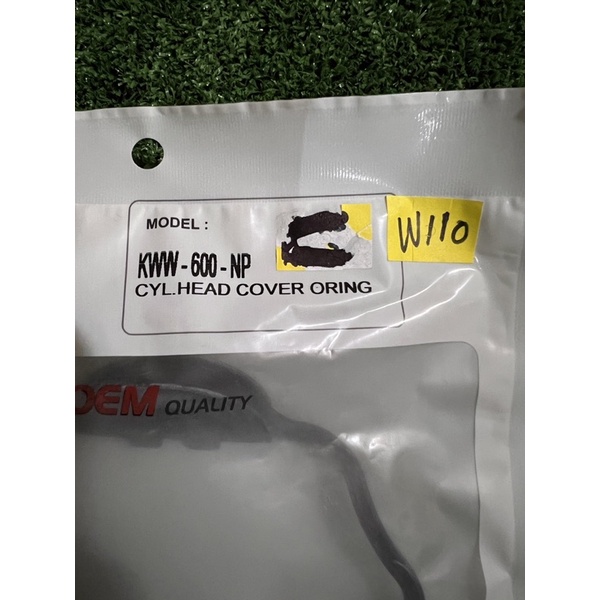 MODEL :
KWW - 600 - NP
CYL.HEAD COVER ORING
W110
OEM QUALITY